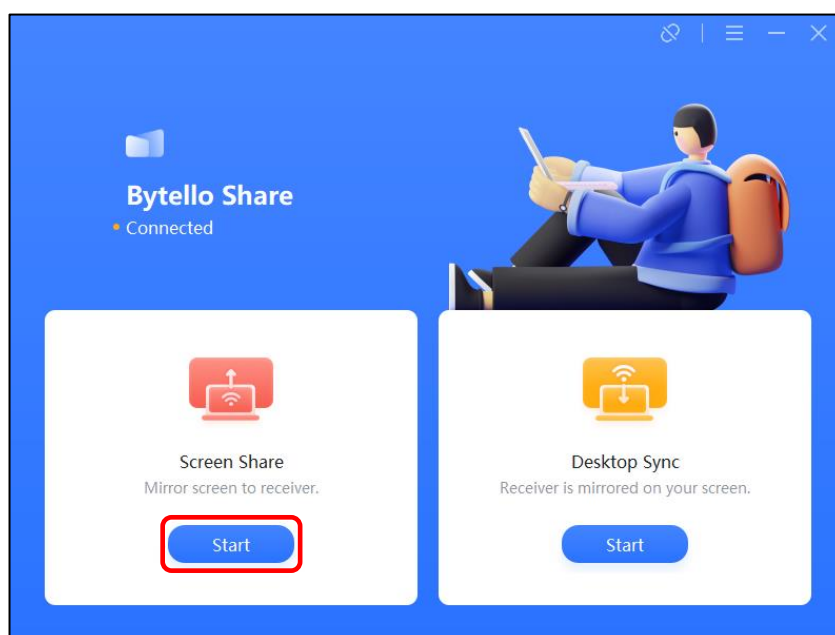 Bytello Share
Connected
Screen Share
Mirror screen to receiver.
Start
Desktop Sync
Receiver is mirrored on your screen.
Start